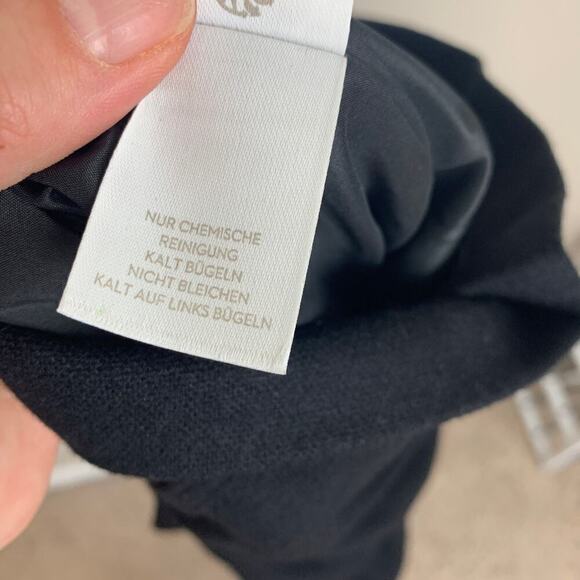 NUR CHEMISCHE
REINIGUNG
KALT BÜGELN
NICHT BLEICHEN
KALT AUF LINKS BÜGELN